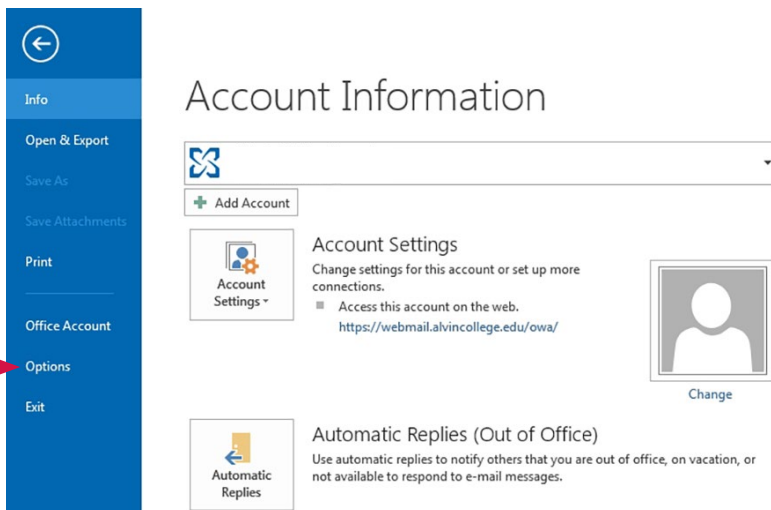 Info
Open & Export
Save As
Save Attachments
Print
Office Account
Options
Exit
Account Information
Add Account
Account
Settings
Account Settings
Change settings for this account or set up more
connections.
Access this account on the web.
https://webmail.alvincollege.edu/owa/
Change
Automatic
Replies
Automatic Replies (Out of Office)
Use automatic replies to notify others that you are out of office, on vacation, or
not available to respond to e-mail messages.